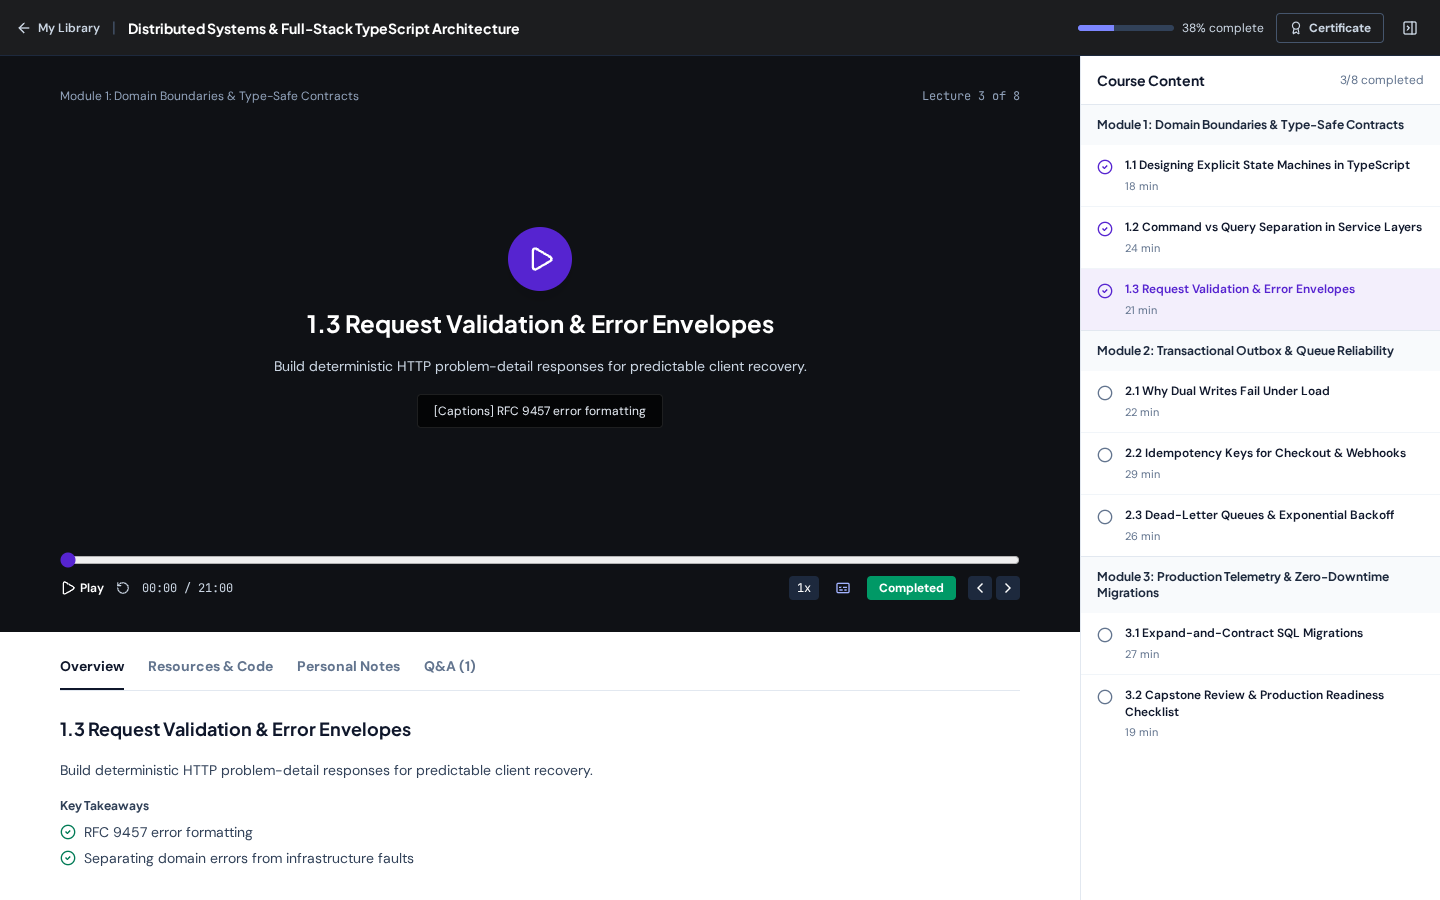 My Library
Distributed Systems & Full-Stack TypeScript Architecture
38% complete
Certificate
Module 1: Domain Boundaries & Type-Safe Contracts
Lecture 3 of 8
1.3 Request Validation & Error Envelopes
Build deterministic HTTP problem-detail responses for predictable client recovery.
[Captions] RFC 9457 error formatting
Play
00:00 / 21:00
1x
Completed
Overview
Resources & Code
Personal Notes
Q&A (1)
1.3 Request Validation & Error Envelopes
Build deterministic HTTP problem-detail responses for predictable client recovery.
Key Takeaways
RFC 9457 error formatting
Separating domain errors from infrastructure faults
Course Content
3/8 completed
Module 1: Domain Boundaries & Type-Safe Contracts
1.1 Designing Explicit State Machines in TypeScript
18 min
1.2 Command vs Query Separation in Service Layers
24 min
1.3 Request Validation & Error Envelopes
21 min
Module 2: Transactional Outbox & Queue Reliability
2.1 Why Dual Writes Fail Under Load
22 min
2.2 Idempotency Keys for Checkout & Webhooks
29 min
2.3 Dead-Letter Queues & Exponential Backoff
26 min
Module 3: Production Telemetry & Zero-Downtime
Migrations
3.1 Expand-and-Contract SQL Migrations
27 min
3.2 Capstone Review & Production Readiness
Checklist
19 min